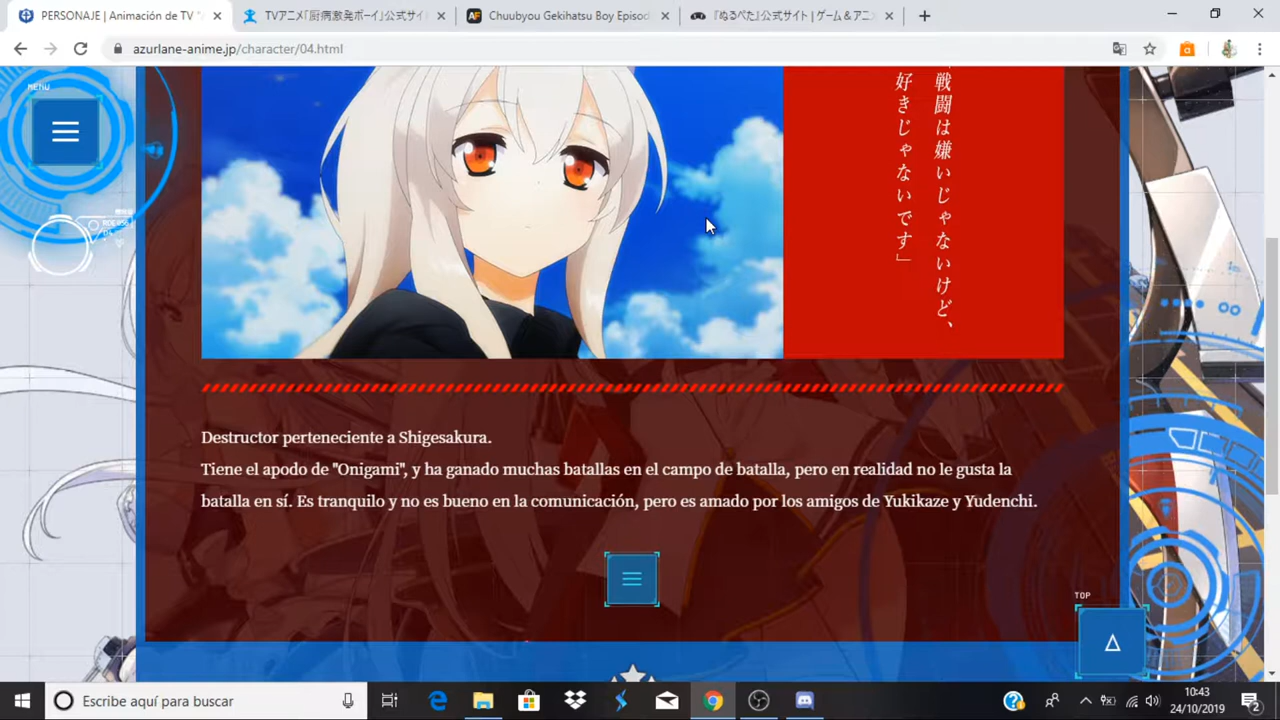 PERSONAJE | Animación de TV "
TVアニメ「厨病激発ボーイ」公式サイ
Chuubyou Gekihatsu Boy Episod
『ぬるぺた』公式サイト | ゲーム&アニ
azurlane-anime.jp/character/04.html
MENU
戦闘は嫌いじゃないけど、
好きじゃないです」
Destructor perteneciente a Shigesakura.
Tiene el apodo de "Onigami", y ha ganado muchas batallas en el campo de batalla, pero en realidad no le gusta la
batalla en sí. Es tranquilo y no es bueno en la comunicación, pero es amado por los amigos de Yukikaze y Yudenchi.
TOP
Escribe aquí para buscar
10:43
24/10/2019
2